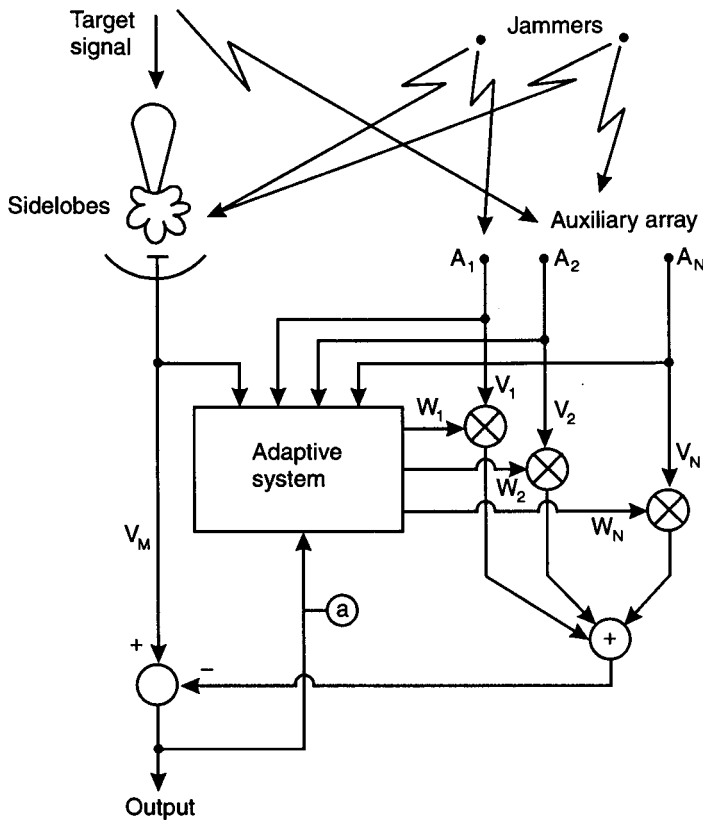 Target
signal
Jammers
Sidelobes
Auxiliary array
A1
A2
AN
V1
W1
V2
Adaptive
system
W2
VN
VM
WN
a
+
+
−
Output